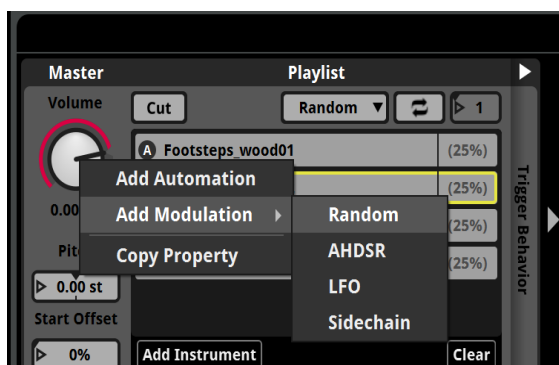 Master
Playlist
Volume
Cut
Random
1
A Footsteps_wood01 (25%)
Add Automation
(25%)
0.00
Add Modulation
Random
(25%)
Copy Property
AHDSR
(25%)
0.00 st
LFO
Start Offset
Sidechain
0%
Add Instrument
Clear
Trigger Behavior